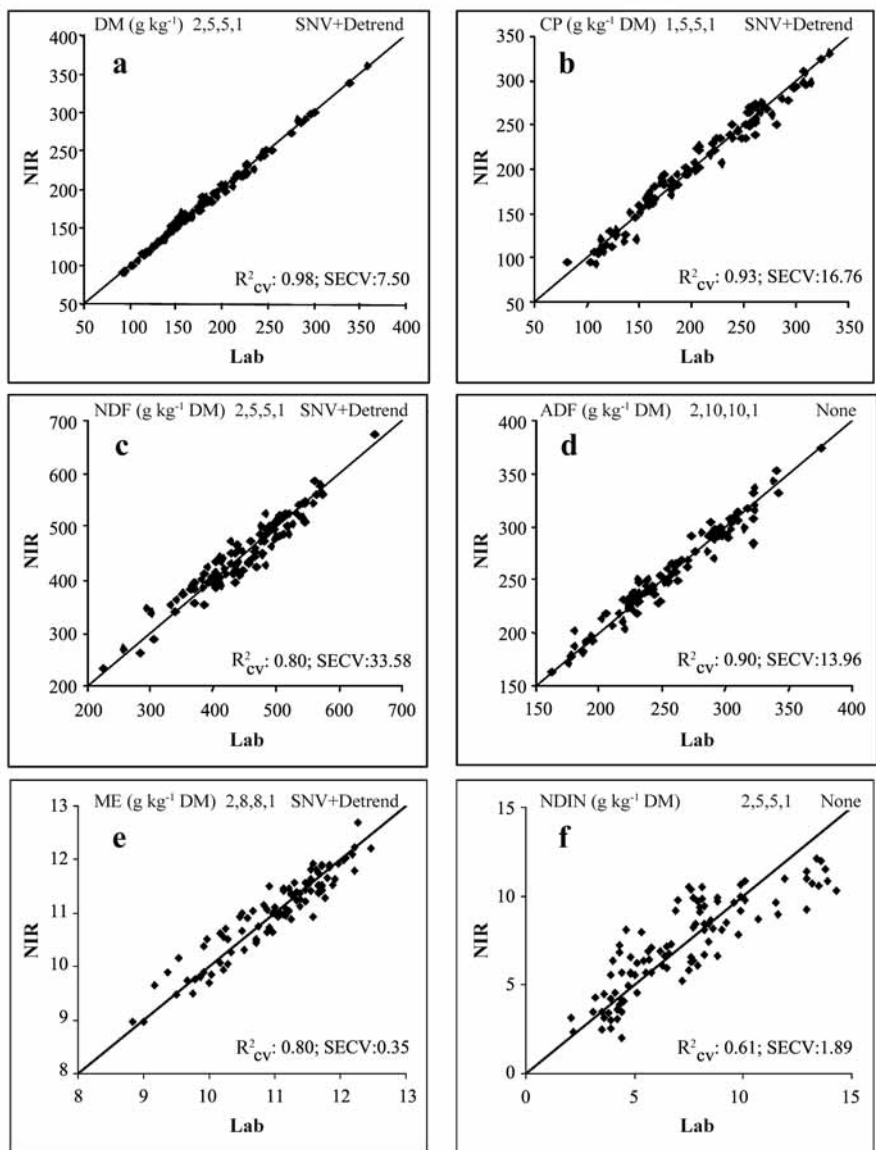 DM (g kg⁻¹) 2,5,5,1 SNV+Detrend
a
400
350
300
250
200
150
100
50
NIR
R²cv: 0.98; SECV:7.50
50 100 150 200 250 300 350 400
Lab
CP (g kg⁻¹ DM) 1,5,5,1 SNV+Detrend
b
350
300
250
200
150
100
50
NIR
R²cv: 0.93; SECV:16.76
50 100 150 200 250 300 350
Lab
NDF (g kg⁻¹ DM) 2,5,5,1 SNV+Detrend
c
700
600
500
400
300
200
NIR
R²cv: 0.80; SECV:33.58
200 300 400 500 600 700
Lab
ADF (g kg⁻¹ DM) 2,10,10,1 None
d
400
350
300
250
200
150
NIR
R²cv: 0.90; SECV:13.96
150 200 250 300 350 400
Lab
ME (g kg⁻¹ DM) 2,8,8,1 SNV+Detrend
e
13
12
11
10
9
8
NIR
R²cv: 0.80; SECV:0.35
8 9 10 11 12 13
Lab
NDIN (g kg⁻¹ DM) 2,5,5,1 None
f
15
10
5
0
NIR
R²cv: 0.61; SECV:1.89
0 5 10 15
Lab